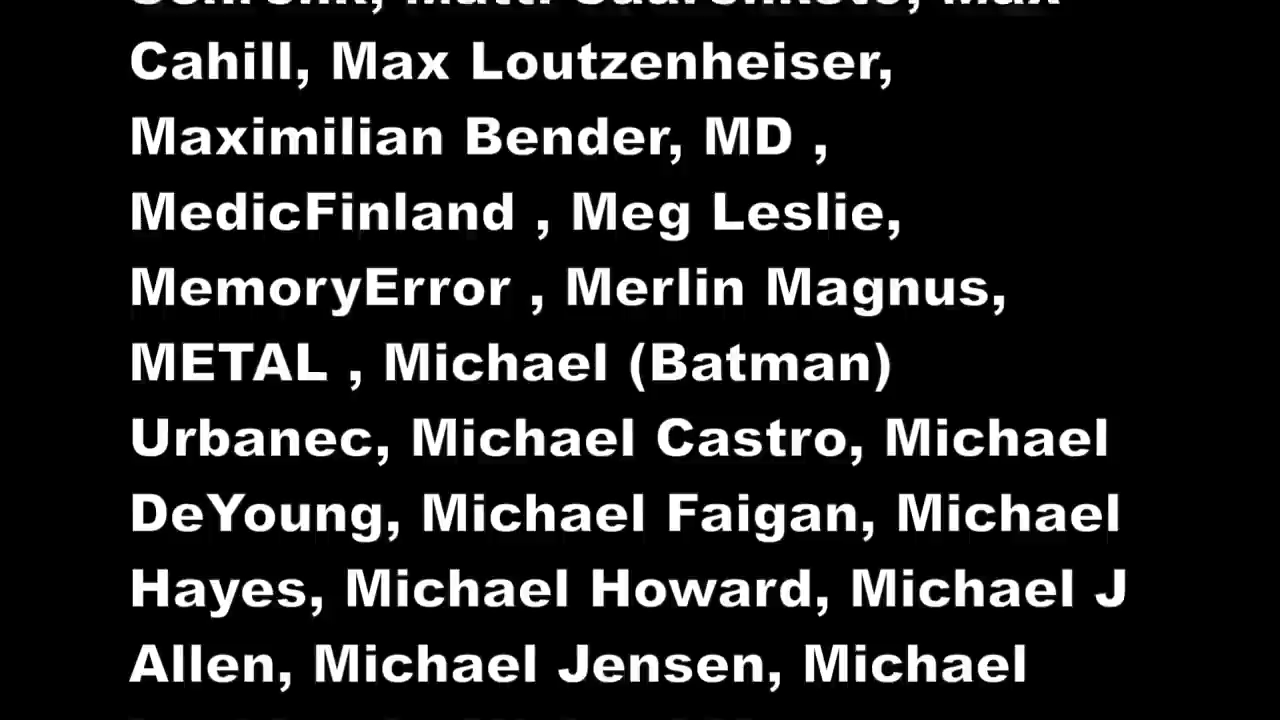 Cahill, Max Loutzenheiser,
Maximilian Bender, MD ,
MedicFinland , Meg Leslie,
MemoryError , Merlin Magnus,
METAL , Michael (Batman)
Urbanec, Michael Castro, Michael
DeYoung, Michael Faigan, Michael
Hayes, Michael Howard, Michael J
Allen, Michael Jensen, Michael